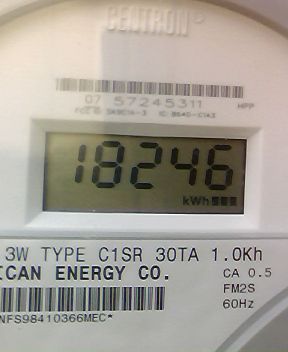 CENTRON®
07 57245311 HPP
18246
kWh
3W TYPE C1SR 30TA 1.0Kh
ICAN ENERGY CO. CA 0.5
FM2S
60Hz
NFS98410366MEC*